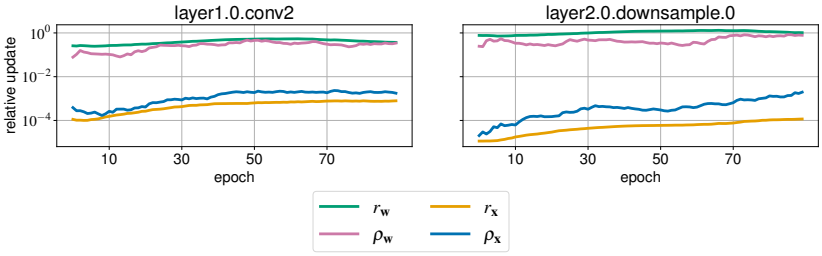 layer1.0.conv2
layer2.0.downsample.0
relative update
10^0
10^-2
10^-4
10 30 50 70
10 30 50 70
epoch
epoch
r_w r_x
ρ_w ρ_x